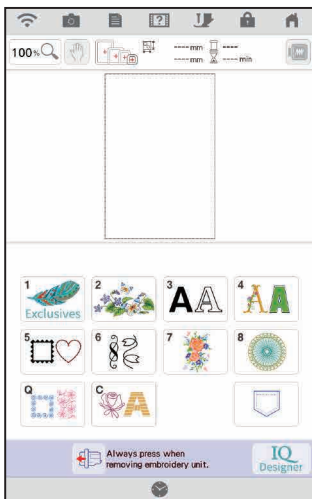 100%
----mm ----
----mm ----min
1 2 3 4
Exclusives AA AA
5 6 7 8
Q C A
Always press when
removing embroidery unit.
IQ
Designer